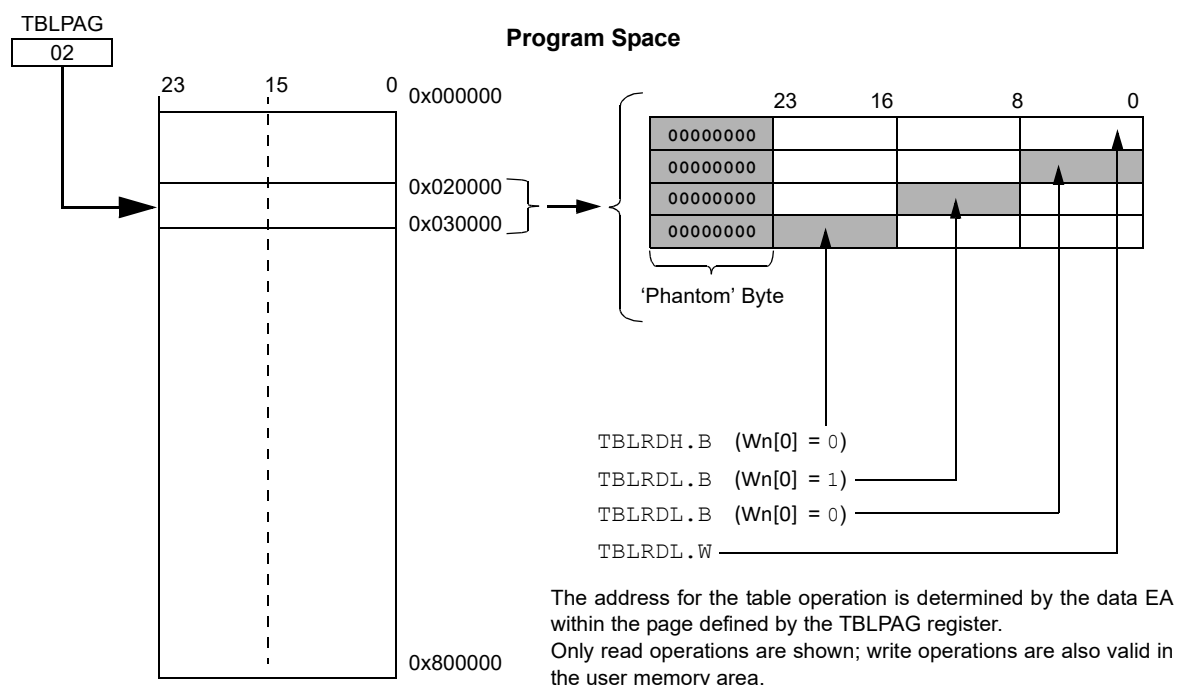 TBLPAG
02
Program Space
23 15 0
0x000000
0x020000
0x030000
0x800000
23 16 8 0
00000000
00000000
00000000
00000000
‘Phantom’ Byte
TBLRDH.B (Wn[0] = 0)
TBLRDL.B (Wn[0] = 1)
TBLRDL.B (Wn[0] = 0)
TBLRDL.W
The address for the table operation is determined by the data EA
within the page defined by the TBLPAG register.
Only read operations are shown; write operations are also valid in
the user memory area.